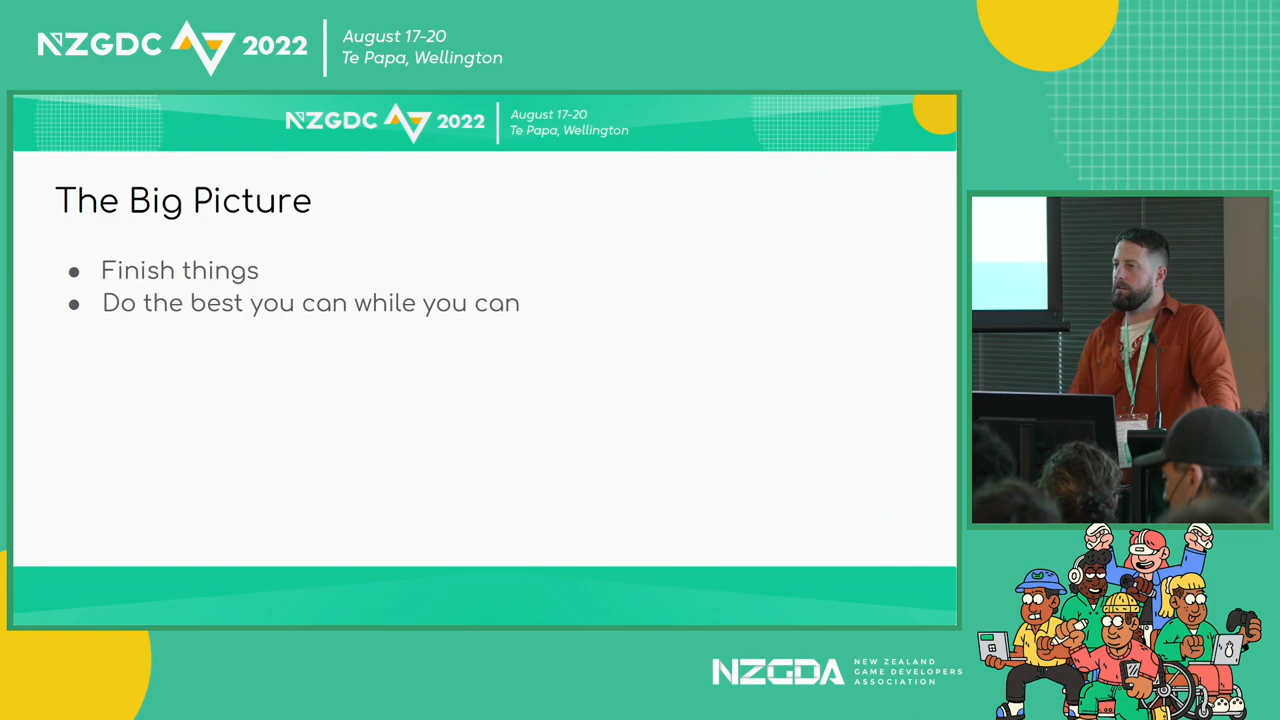 NZGDC 2022
August 17-20
Te Papa, Wellington
NZGDC 2022
August 17-20
Te Papa, Wellington
The Big Picture
● Finish things
● Do the best you can while you can
NZGDA
NEW ZEALAND
GAME DEVELOPERS
ASSOCIATION